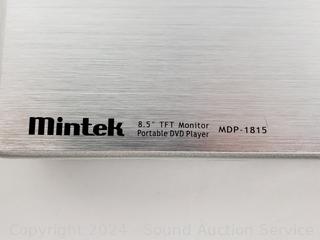 Mintek
8.5" TFT Monitor
Portable DVD Player
MDP-1815
Copyright 2024 - Sound Auction Service